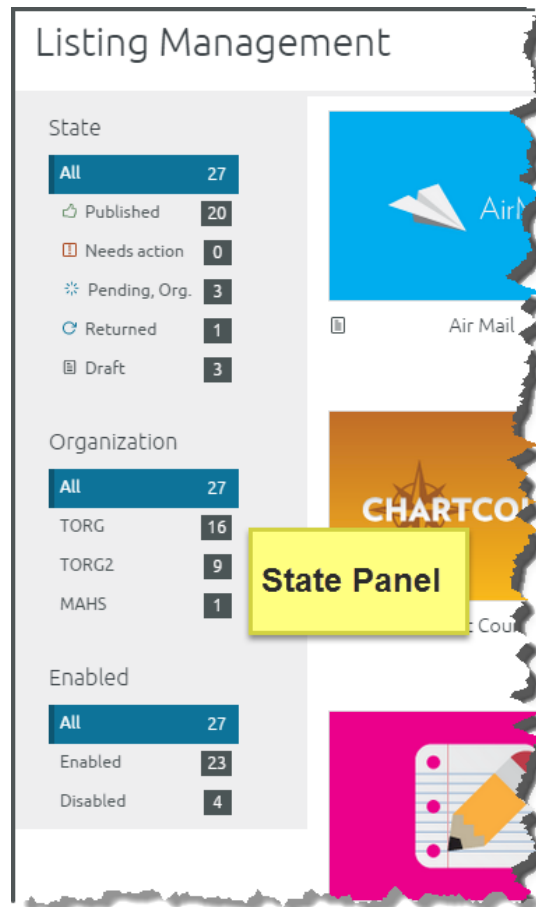 Listing Management
State
All 27
Published 20
Needs action 0
Pending, Org. 3
Returned 1
Draft 3
Organization
All 27
TORG 16
TORG2 9
MAHS 1
Enabled
All 27
Enabled 23
Disabled 4
Air Mail
State Panel